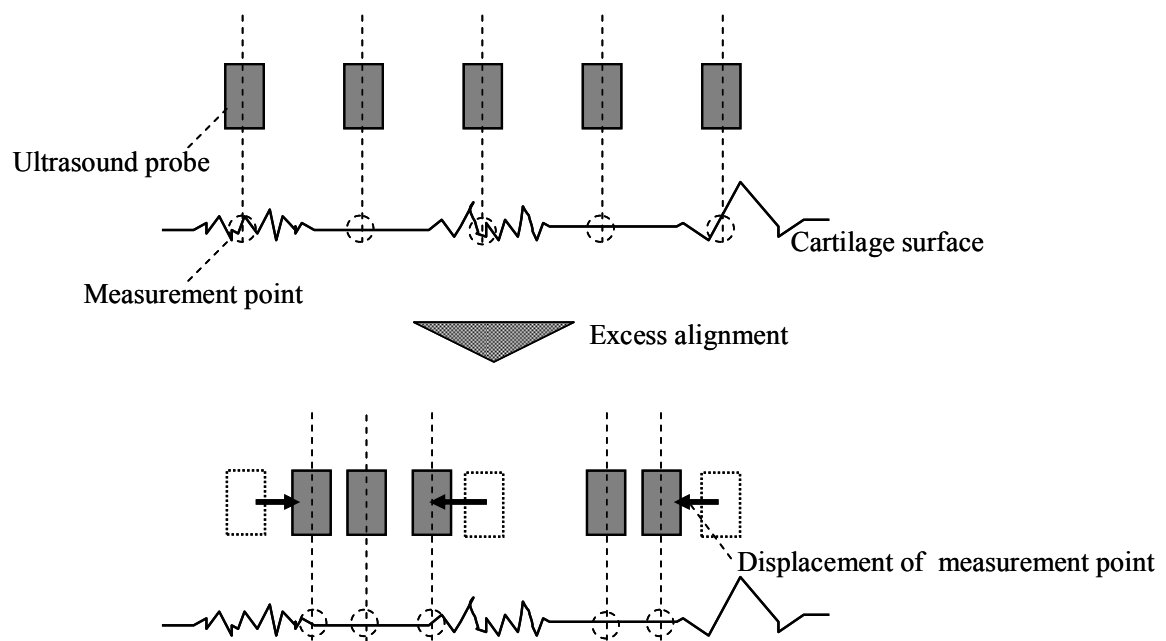 Ultrasound probe
Cartilage surface
Measurement point
Excess alignment
Displacement of measurement point